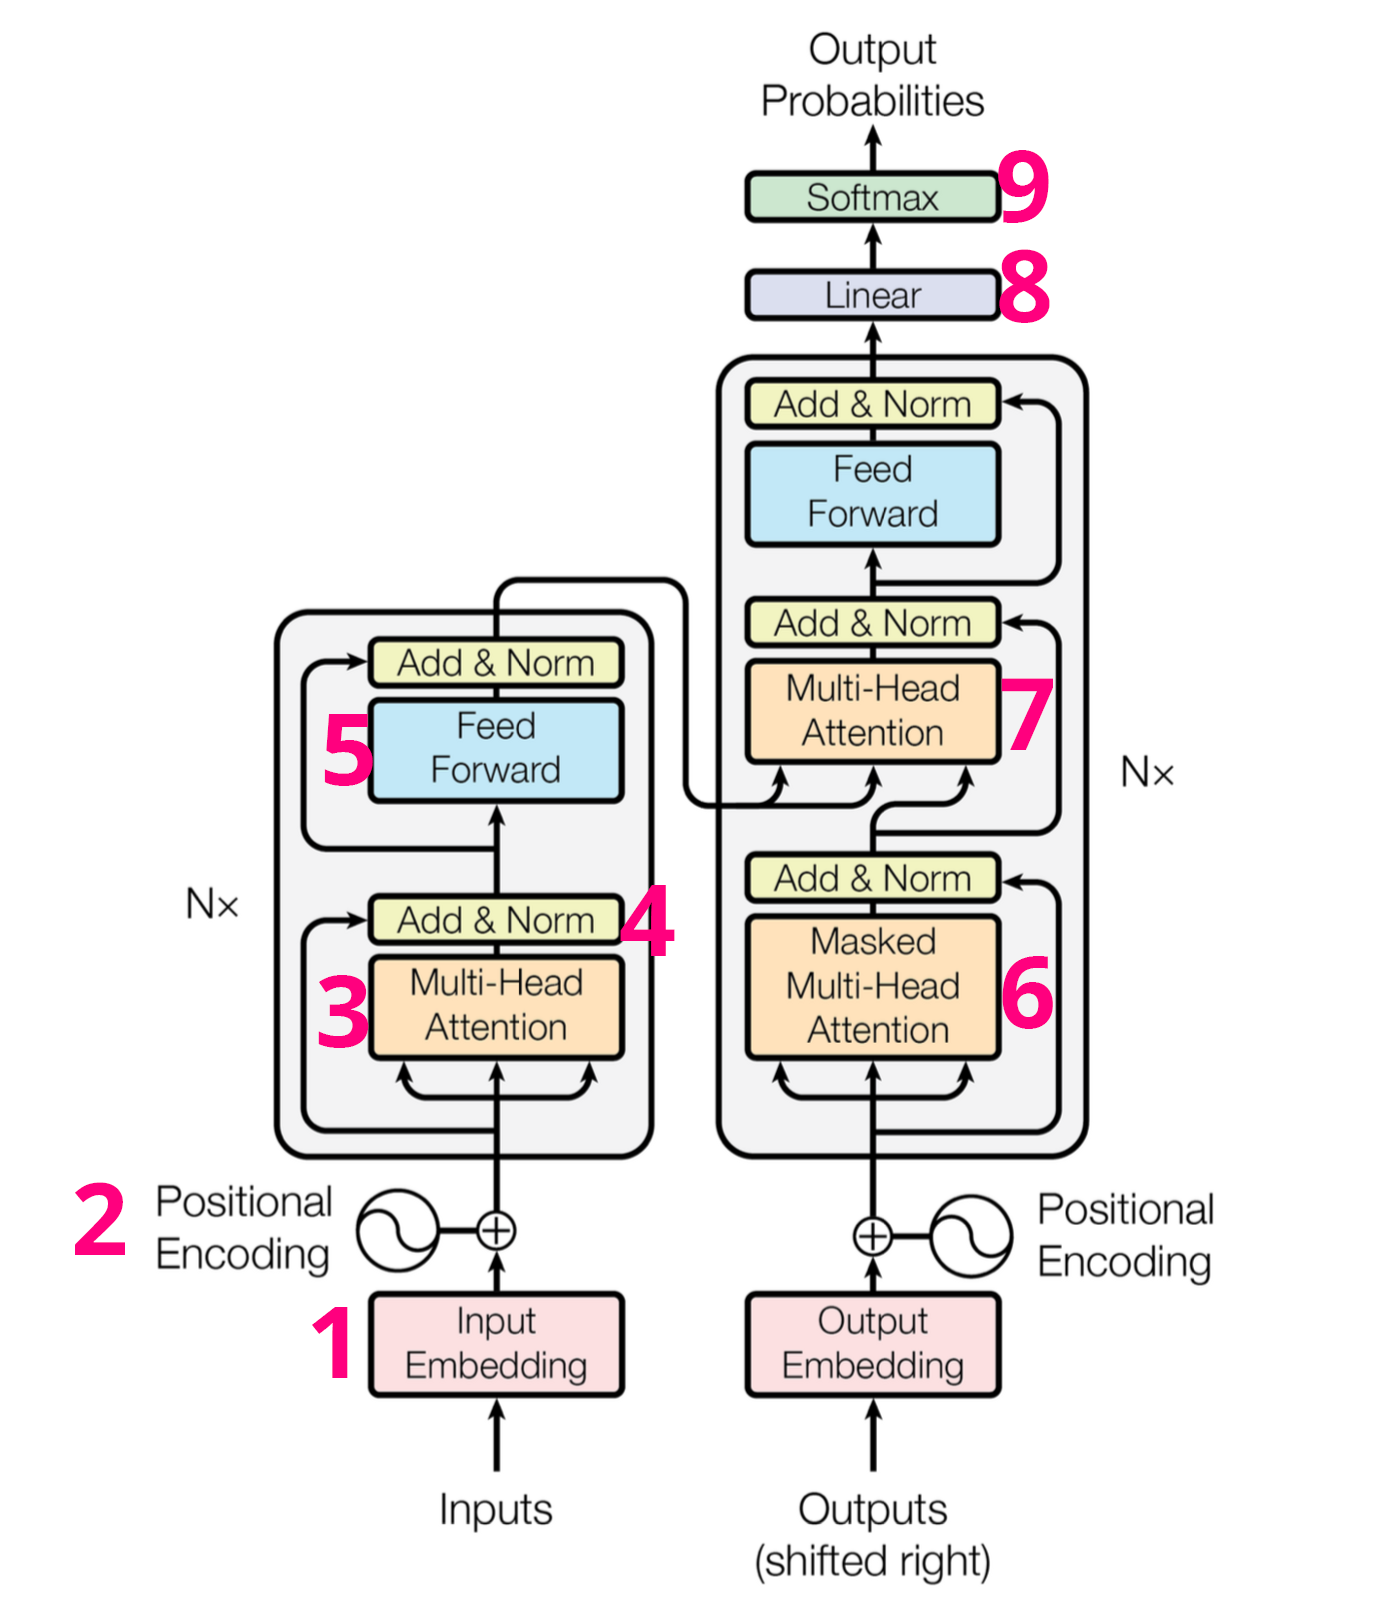 Output
Probabilities
Softmax
9
Linear
8
Add & Norm
Feed
Forward
Add & Norm
Multi-Head
Attention
7
Nx
Add & Norm
Masked
Multi-Head
Attention
6
Positional
Encoding
Output
Embedding
Outputs
(shifted right)
Add & Norm
5
Feed
Forward
Nx
Add & Norm
4
3
Multi-Head
Attention
2
Positional
Encoding
1
Input
Embedding
Inputs